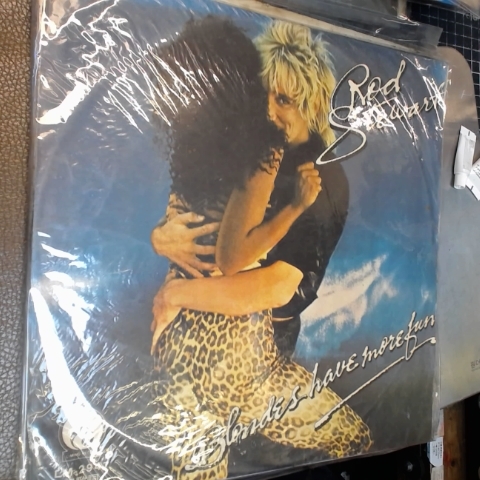 Rod
Stewart
Blondes have more fun